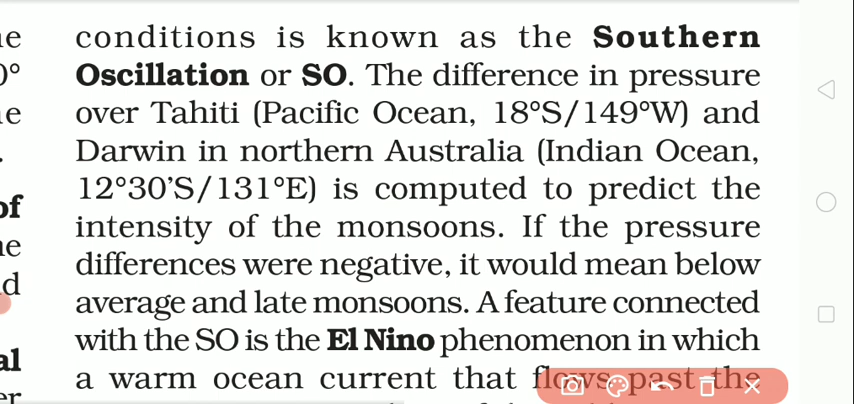 conditions is known as the Southern
Oscillation or SO. The difference in pressure
over Tahiti (Pacific Ocean, 18°S/149°W) and
Darwin in northern Australia (Indian Ocean,
12°30’S/131°E) is computed to predict the
intensity of the monsoons. If the pressure
differences were negative, it would mean below
average and late monsoons. A feature connected
with the SO is the El Nino phenomenon in which
a warm ocean current that flows past the